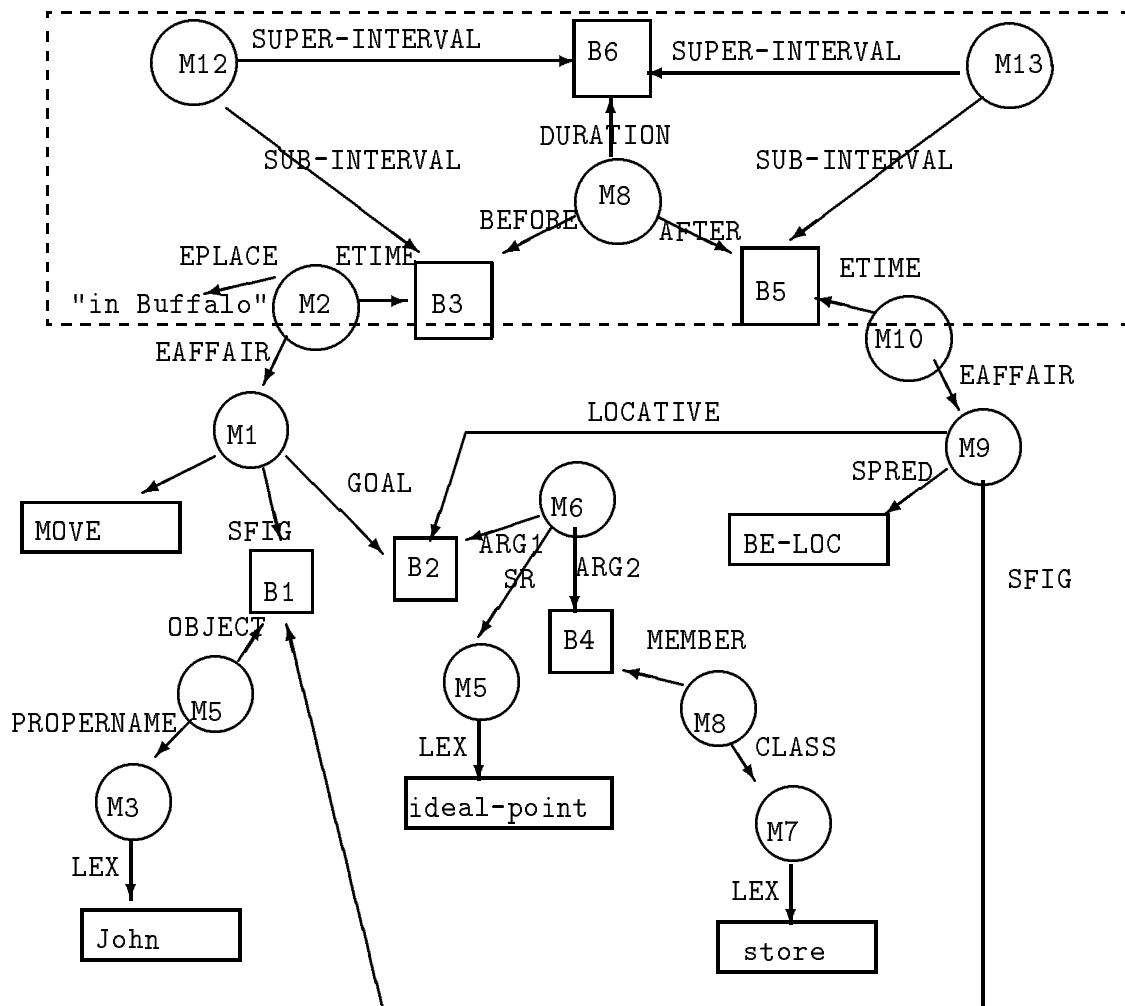 SUPER-INTERVAL
SUPER-INTERVAL
M12
B6
M13
DURATION
SUB-INTERVAL
SUB-INTERVAL
M8
BEFORE
AFTER
EPLACE
ETIME
ETIME
"in Buffalo"
M2
B3
B5
M10
EAFFAIR
EAFFAIR
LOCATIVE
M1
M9
GOAL
SPRED
M6
MOVE
SFIG
ARG1
BE-LOC
B2
SR
ARG2
SFIG
B1
OBJECT
B4
MEMBER
M5
M5
PROPERNAME
M8
LEX
CLASS
M3
ideal-point
M7
LEX
LEX
John
store